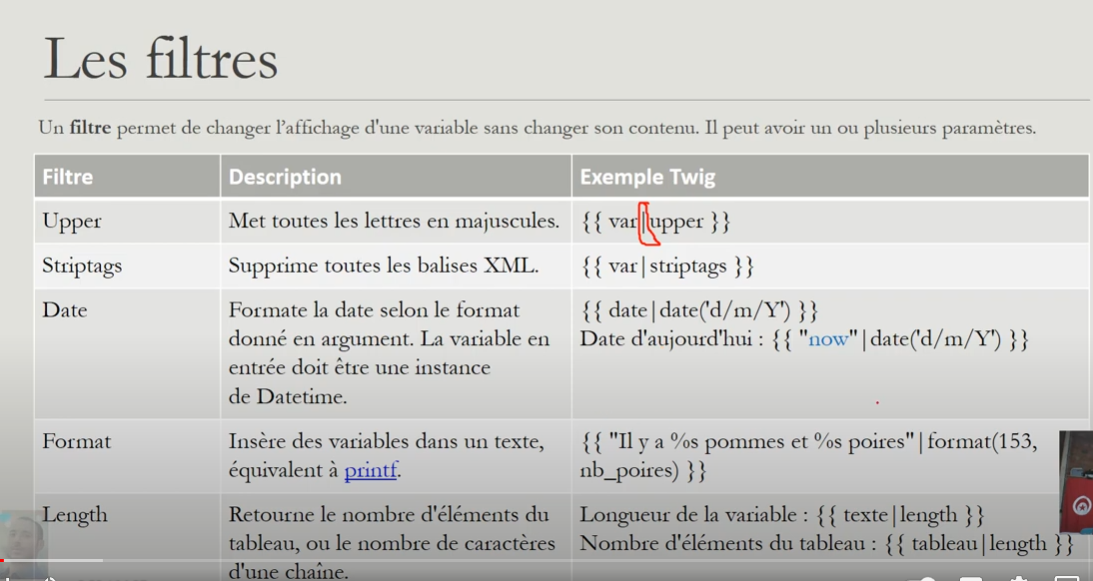 Les filtres
Un filtre permet de changer l'affichage d'une variable sans changer son contenu. Il peut avoir un ou plusieurs paramètres.
Filtre Description Exemple Twig
Upper Met toutes les lettres en majuscules. {{ var|upper }}
Striptags Supprime toutes les balises XML. {{ var|striptags }}
Date Formate la date selon le format {{ date|date('d/m/Y') }}
donné en argument. La variable en Date d'aujourd'hui : {{ "now"|date('d/m/Y') }}
entrée doit être une instance
de Datetime.
Format Insère des variables dans un texte, {{ "Il y a %s pommes et %s poires"|format(153,
équivalent à printf. nb_poires) }}
Length Retourne le nombre d'éléments du Longueur de la variable : {{ texte|length }}
tableau, ou le nombre de caractères Nombre d'éléments du tableau : {{ tableau|length }}
d'une chaîne.